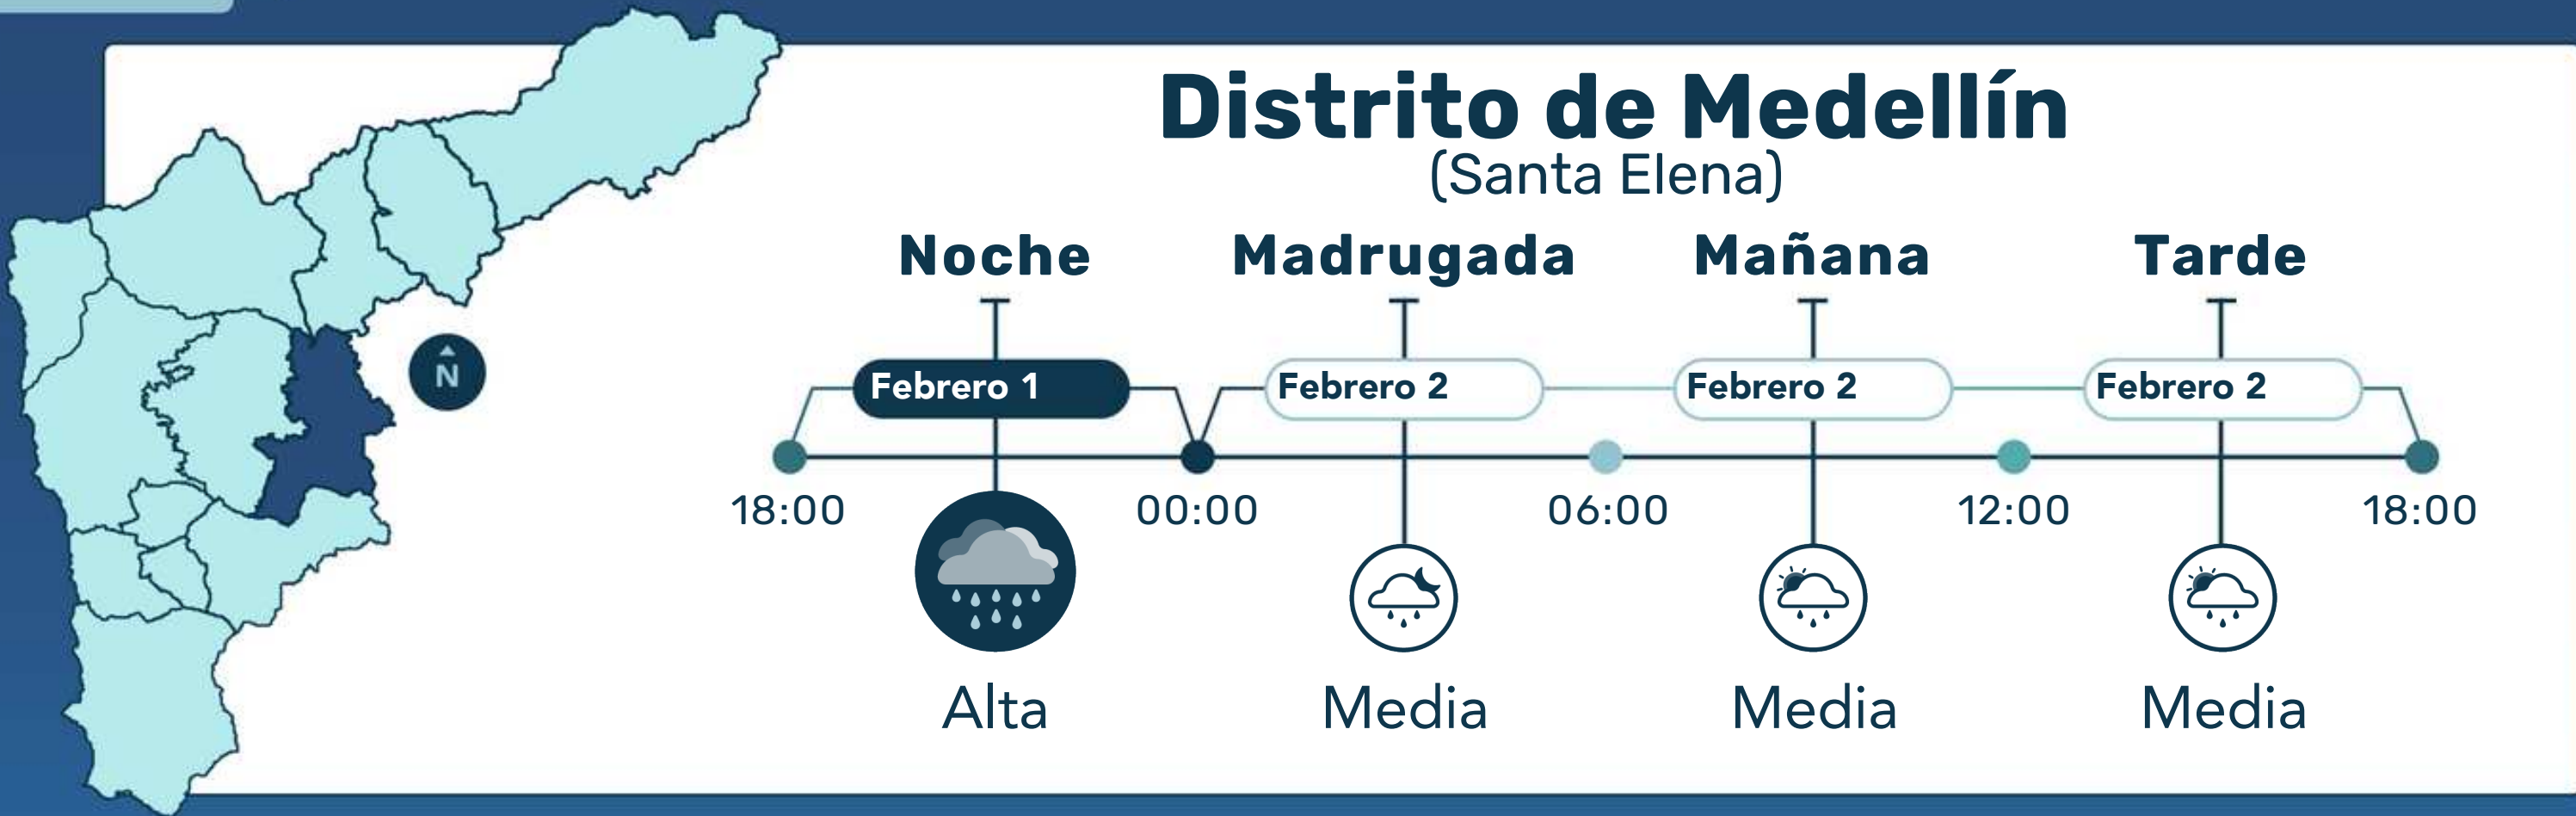 Distrito de Medellín
(Santa Elena)
Noche Madrugada Mañana Tarde
Febrero 1 Febrero 2 Febrero 2 Febrero 2
N
18:00 00:00 06:00 12:00 18:00
Alta Media Media Media